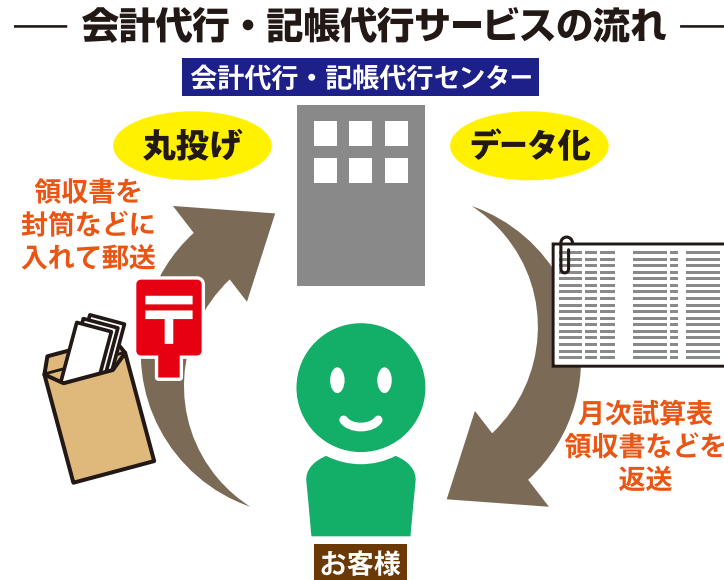 会計代行・記帳代行サービスの流れ
会計代行・記帳代行センター
丸投げ
データ化
領収書を
封筒などに
入れて郵送
月次試算表
領収書などを
返送
お客様